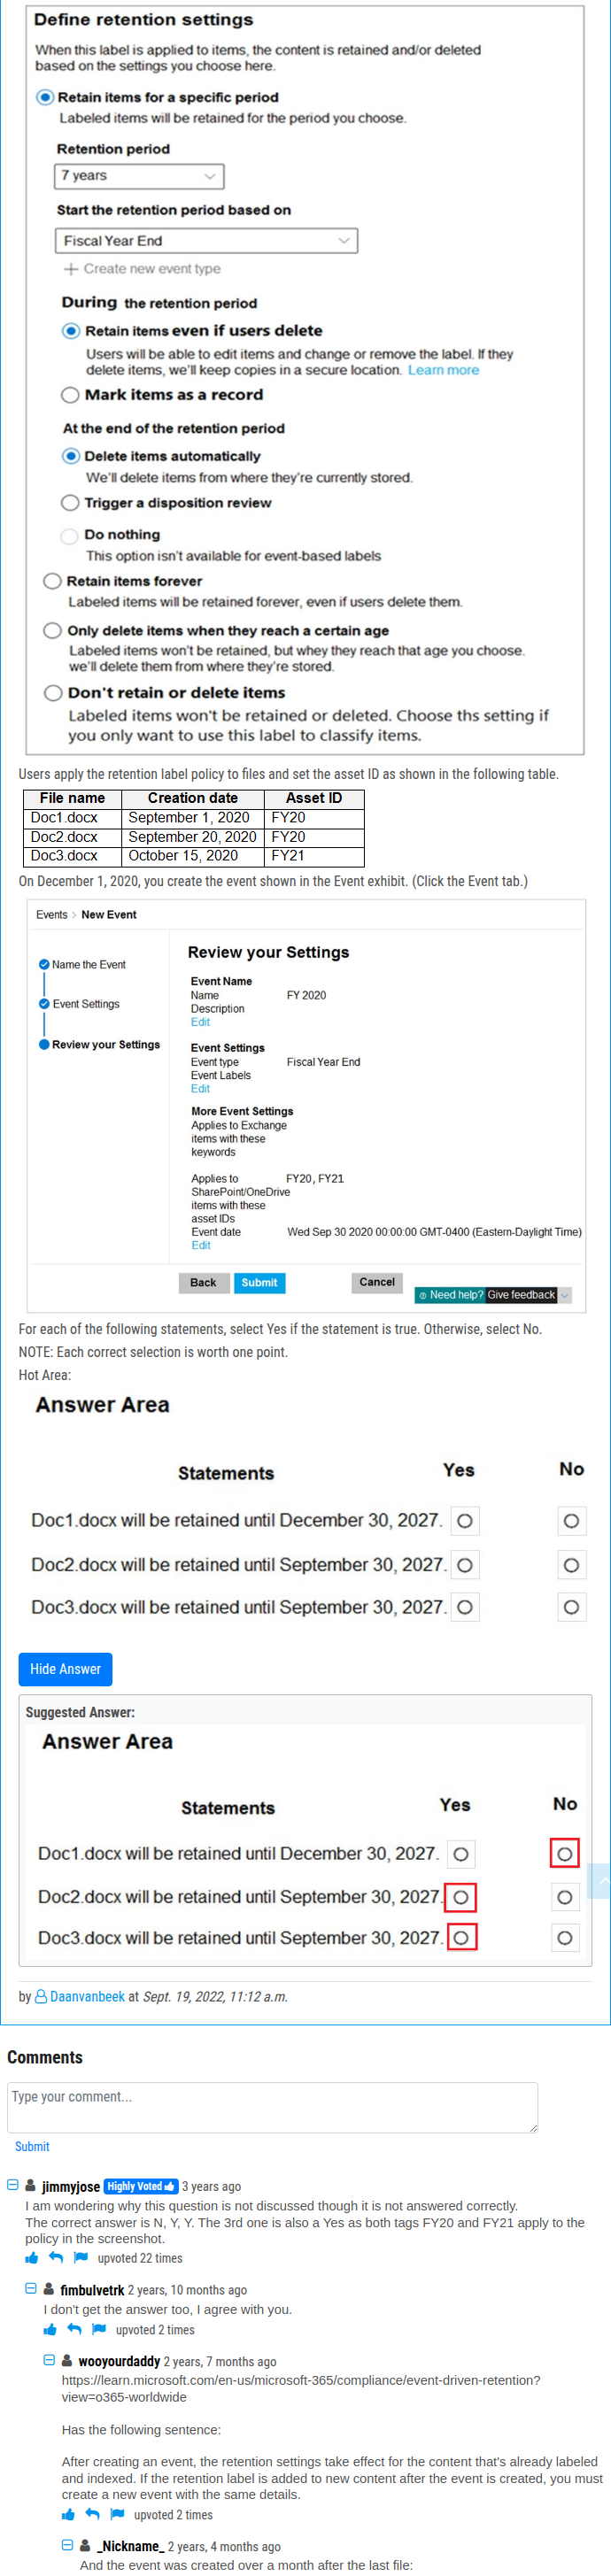 Define retention settings
When this label is applied to items, the content is retained and/or deleted
based on the settings you choose here.
Retain items for a specific period
Labeled items will be retained for the period you choose.
Retention period
7 years
Start the retention period based on
Fiscal Year End
+ Create new event type
During the retention period
Retain items even if users delete
Users will be able to edit items and change or remove the label. If they
delete items, we'll keep copies in a secure location. Learn more
Mark items as a record
At the end of the retention period
Delete items automatically
We'll delete items from where they're currently stored.
Trigger a disposition review
Do nothing
This option isn't available for event-based labels
Retain items forever
Labeled items will be retained forever, even if users delete them.
Only delete items when they reach a certain age
Labeled items won't be retained, but whey they reach that age you choose.
we'll delete them from where they're stored.
Don't retain or delete items
Labeled items won't be retained or deleted. Choose ths setting if
you only want to use this label to classify items.
Users apply the retention label policy to files and set the asset ID as shown in the following table.
File name Creation date Asset ID
Doc1.docx September 1, 2020 FY20
Doc2.docx September 20, 2020 FY20
Doc3.docx October 15, 2020 FY21
On December 1, 2020, you create the event shown in the Event exhibit. (Click the Event tab.)
Events > New Event
Name the Event
Event Settings
Review your Settings
Review your Settings
Event Name
Name FY 2020
Description
Edit
Event Settings
Event type Fiscal Year End
Event Labels
Edit
More Event Settings
Applies to Exchange
items with these
keywords
Applies to FY20, FY21
SharePoint/OneDrive
items with these
asset IDs
Event date Wed Sep 30 2020 00:00:00 GMT-0400 (Eastern-Daylight Time)
Edit
Back Submit Cancel
Need help? Give feedback
For each of the following statements, select Yes if the statement is true. Otherwise, select No.
NOTE: Each correct selection is worth one point.
Hot Area:
Answer Area
Statements Yes No
Doc1.docx will be retained until December 30, 2027.
Doc2.docx will be retained until September 30, 2027.
Doc3.docx will be retained until September 30, 2027.
Hide Answer
Suggested Answer:
Answer Area
Statements Yes No
Doc1.docx will be retained until December 30, 2027.
Doc2.docx will be retained until September 30, 2027.
Doc3.docx will be retained until September 30, 2027.
by Daanvanbeek at Sept. 19, 2022, 11:12 a.m.
Comments
Type your comment...
Submit
jimmyjose Highly Voted 3 years ago
I am wondering why this question is not discussed though it is not answered correctly.
The correct answer is N, Y, Y. The 3rd one is also a Yes as both tags FY20 and FY21 apply to the
policy in the screenshot.
upvoted 22 times
fimbulvetrk 2 years, 10 months ago
I don't get the answer too, I agree with you.
upvoted 2 times
wooyourdaddy 2 years, 7 months ago
https://learn.microsoft.com/en-us/microsoft-365/compliance/event-driven-retention?
view=o365-worldwide
Has the following sentence:
After creating an event, the retention settings take effect for the content that's already labeled
and indexed. If the retention label is added to new content after the event is created, you must
create a new event with the same details.
upvoted 2 times
_Nickname_ 2 years, 4 months ago
And the event was created over a month after the last file: